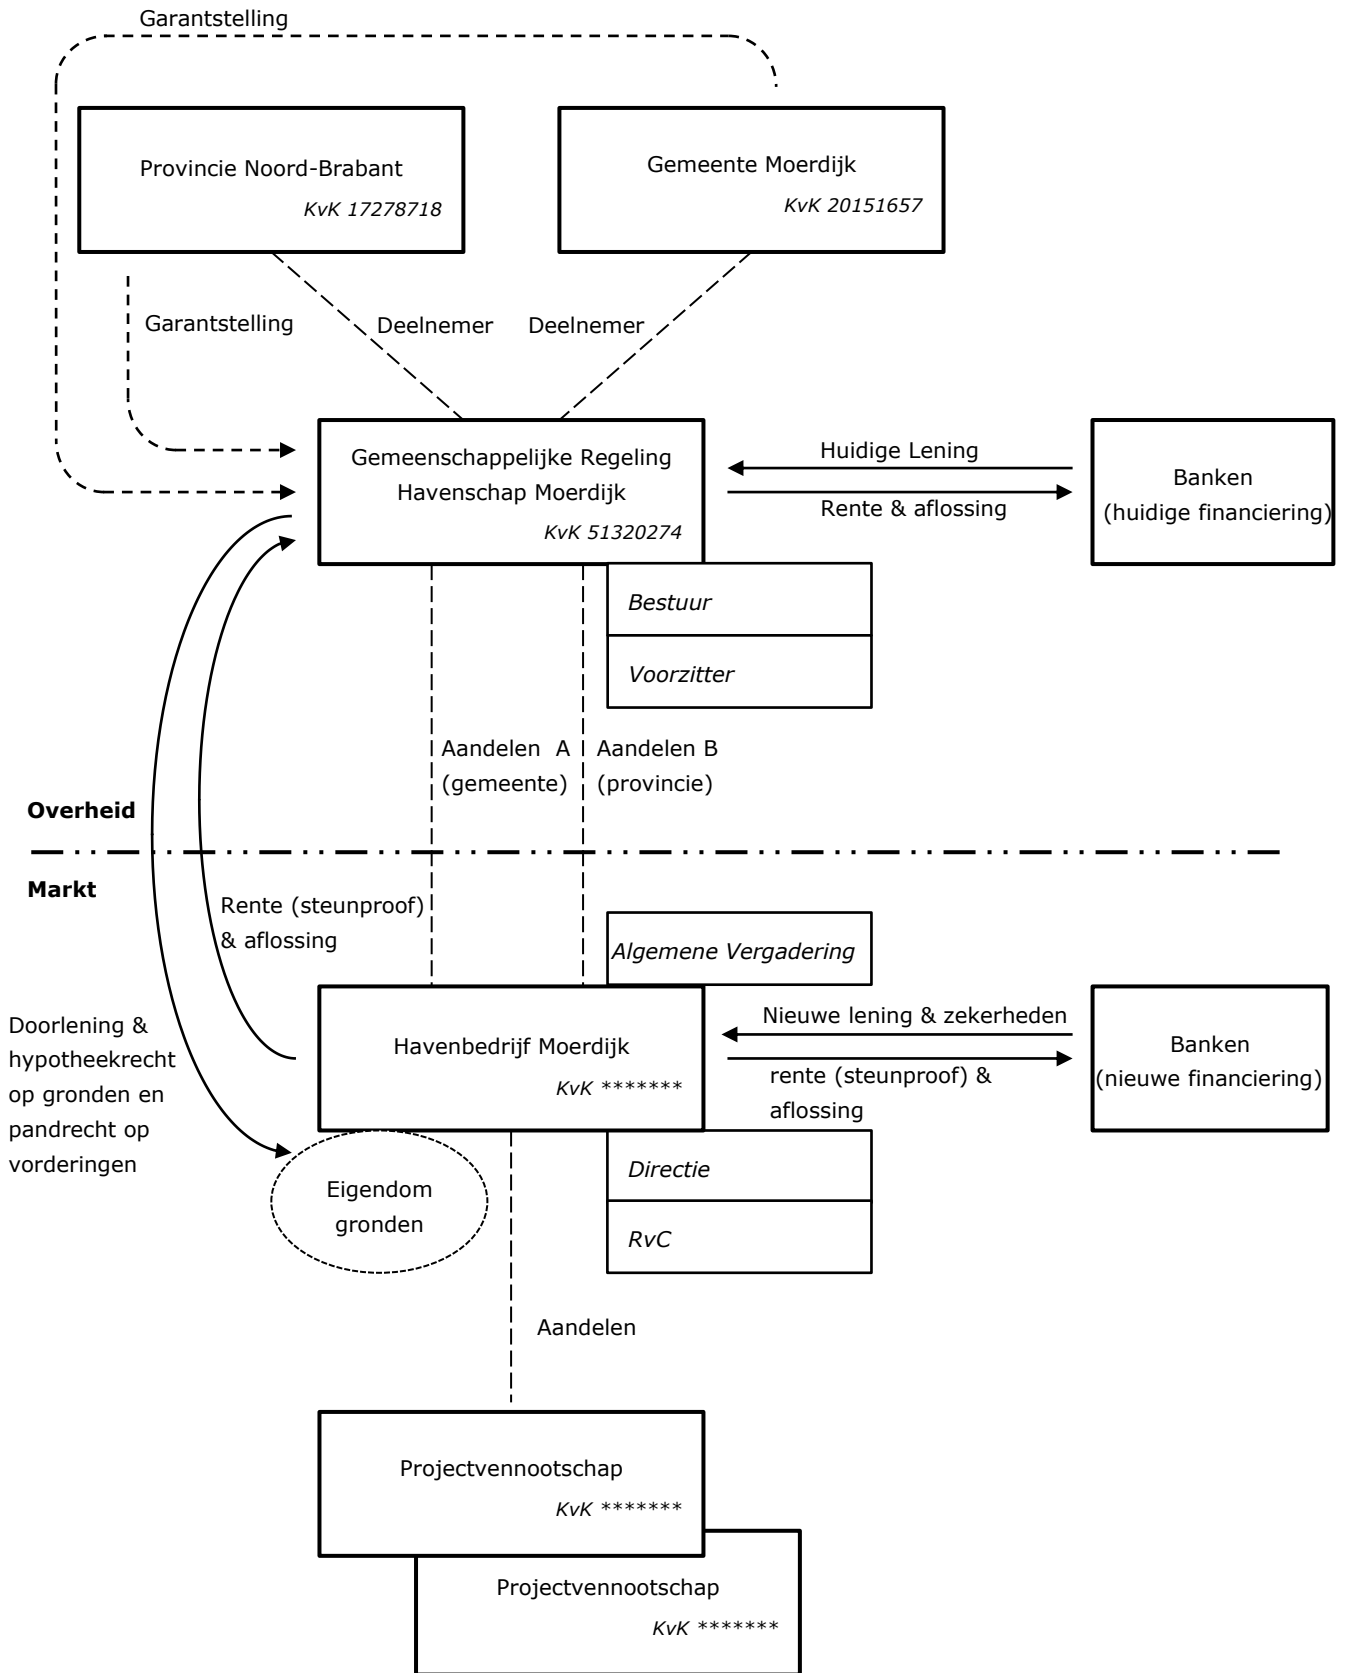 Garantstelling
Provincie Noord-Brabant
KvK 17278718
Gemeente Moerdijk
KvK 20151657
Garantstelling
Deelnemer
Deelnemer
Gemeenschappelijke Regeling
Havenschap Moerdijk
KvK 51320274
Huidige Lening
Rente & aflossing
Banken
(huidige financiering)
Bestuur
Voorzitter
Aandelen A
(gemeente)
Aandelen B
(provincie)
Overheid
Markt
Rente (steunproof)
& aflossing
Algemene Vergadering
Doorlening &
hypotheekrecht
op gronden en
pandrecht op
vorderingen
Havenbedrijf Moerdijk
KvK *******
Nieuwe lening & zekerheden
rente (steunproof) &
aflossing
Banken
(nieuwe financiering)
Directie
RvC
Eigendom
gronden
Aandelen
Projectvennootschap
KvK *******
Projectvennootschap
KvK *******